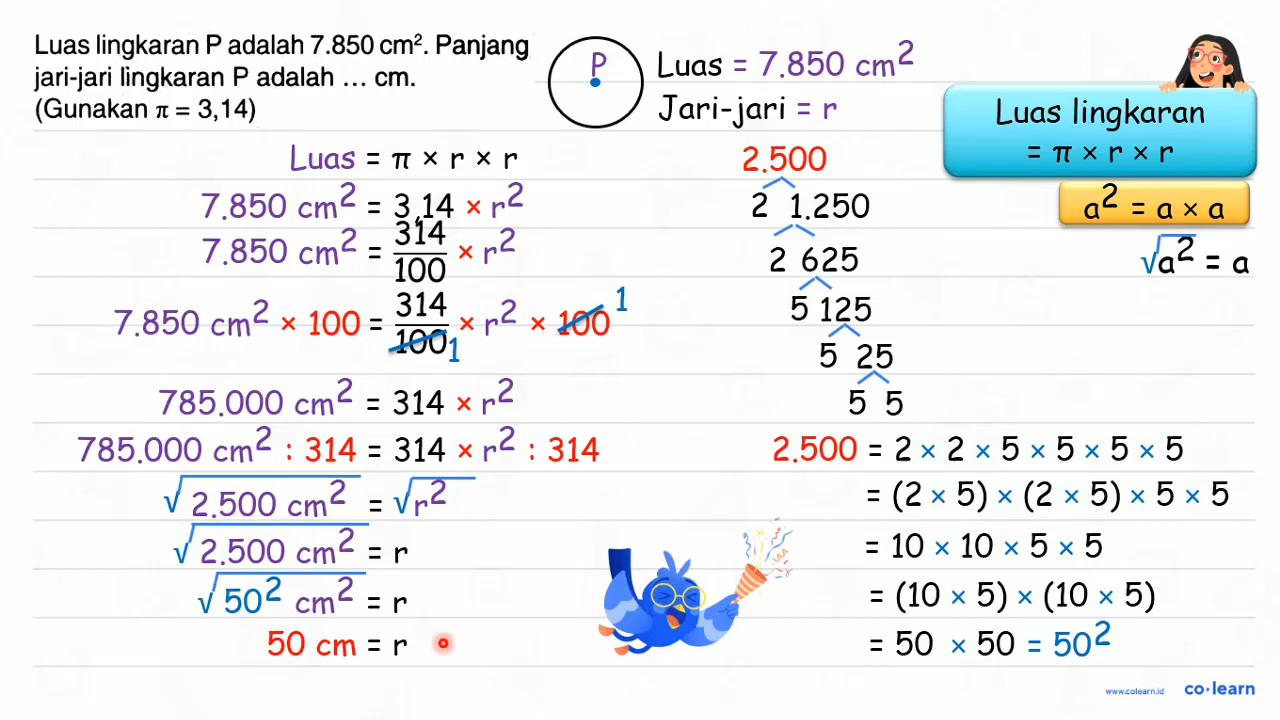 Luas lingkaran P adalah 7.850 cm². Panjang
jari-jari lingkaran P adalah ... cm.
(Gunakan π = 3,14)
P
Luas = 7.850 cm²
Jari-jari = r
Luas lingkaran
= π × r × r
a² = a × a
√a² = a
Luas = π × r × r
7.850 cm² = 3,14 × r²
7.850 cm² = 314/100 × r²
7.850 cm² × 100 = 314/100 1 × r² × 100 1
785.000 cm² = 314 × r²
785.000 cm² : 314 = 314 × r² : 314
√2.500 cm² = √r²
√2.500 cm² = r
√50² cm² = r
50 cm = r
2.500
2 1.250
2 625
5 125
5 25
5 5
2.500 = 2 × 2 × 5 × 5 × 5 × 5
= (2 × 5) × (2 × 5) × 5 × 5
= 10 × 10 × 5 × 5
= (10 × 5) × (10 × 5)
= 50 × 50 = 50²
www.colearn.id co·learn